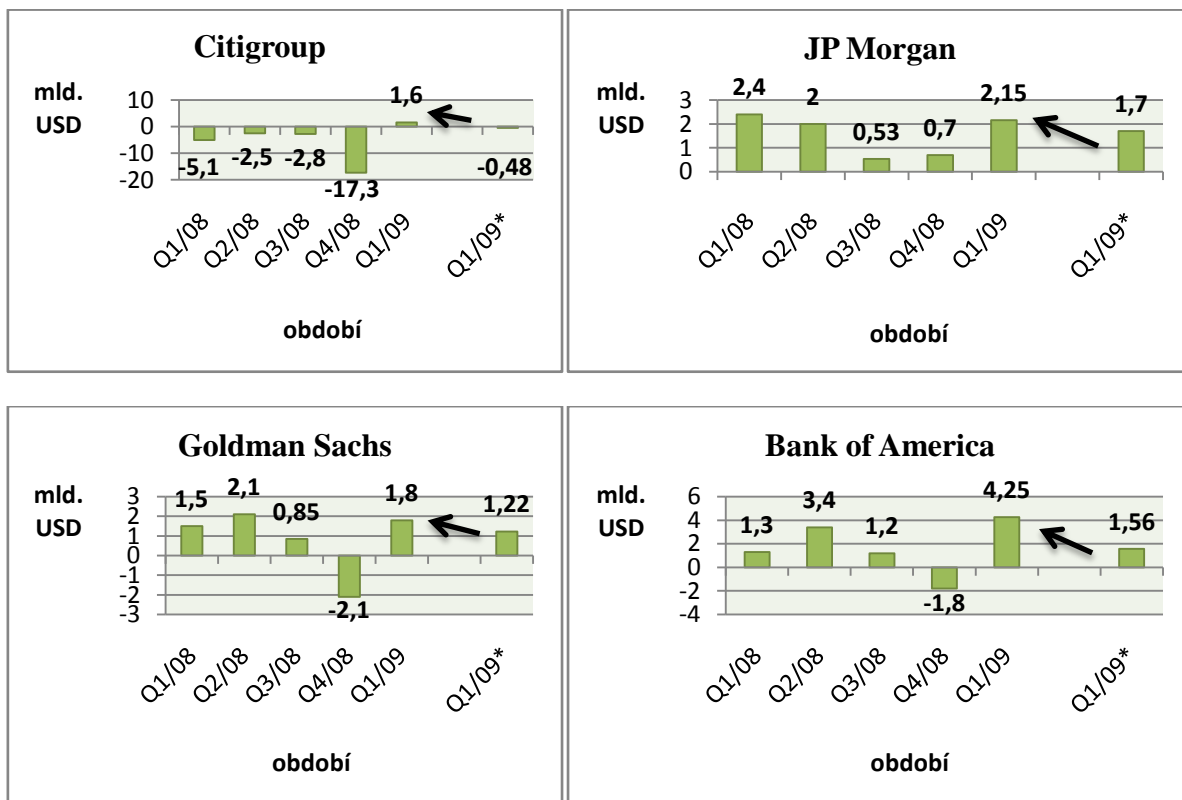 Citigroup
mld.
USD
10
0
-10
-20
-5,1
-2,5
-2,8
-17,3
1,6
-0,48
Q1/08
Q2/08
Q3/08
Q4/08
Q1/09
Q1/09*
období
JP Morgan
mld.
USD
3
2
1
0
2,4
2
0,53
0,7
2,15
1,7
Q1/08
Q2/08
Q3/08
Q4/08
Q1/09
Q1/09*
období
Goldman Sachs
mld.
USD
3
2
1
0
-1
-2
-3
1,5
2,1
0,85
-2,1
1,8
1,22
Q1/08
Q2/08
Q3/08
Q4/08
Q1/09
Q1/09*
období
Bank of America
mld.
USD
6
4
2
0
-2
-4
1,3
3,4
1,2
-1,8
4,25
1,56
Q1/08
Q2/08
Q3/08
Q4/08
Q1/09
Q1/09*
období